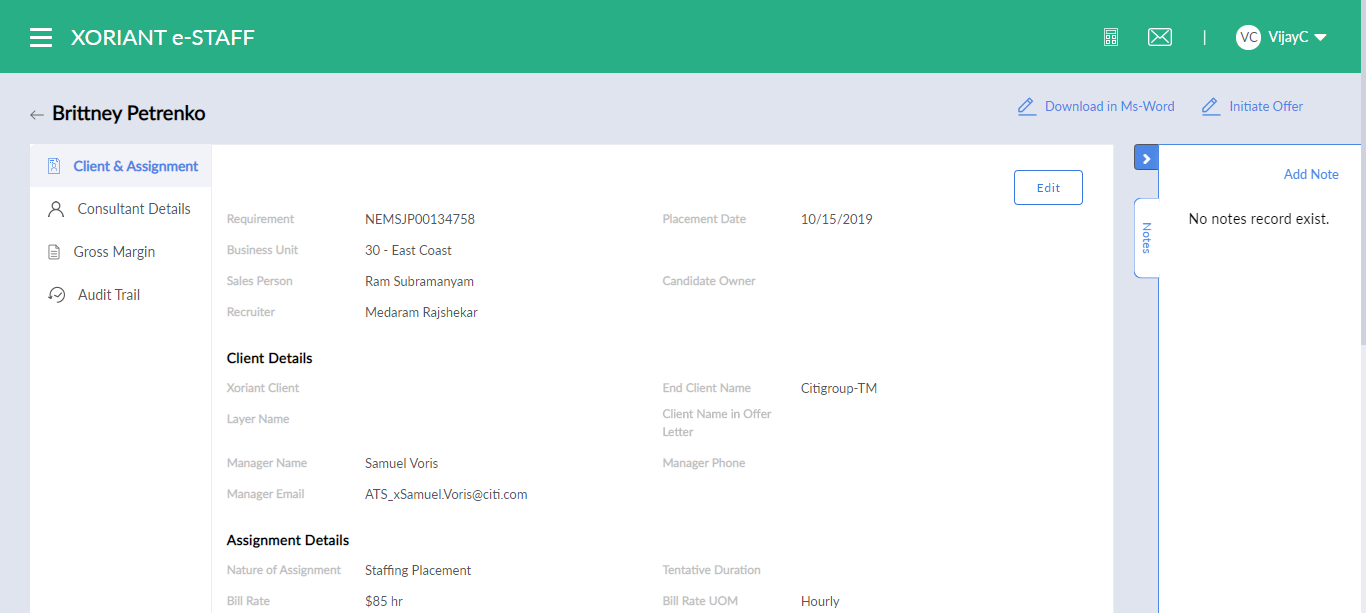 XORIANT e-STAFF
|
VC VijayC
Brittney Petrenko
Download in Ms-Word Initiate Offer
Client & Assignment
Consultant Details
Gross Margin
Audit Trail
Edit
Requirement NEMSJP00134758 Placement Date 10/15/2019
Business Unit 30 - East Coast
Sales Person Ram Subramanyam Candidate Owner
Recruiter Medaram Rajshekar
Client Details
Xoriant Client End Client Name Citigroup-TM
Layer Name Client Name in Offer
Letter
Manager Name Samuel Voris Manager Phone
Manager Email ATS_xSamuel.Voris@citi.com
Assignment Details
Nature of Assignment Staffing Placement Tentative Duration
Bill Rate $85 hr Bill Rate UOM Hourly
Add Note
Notes
No notes record exist.